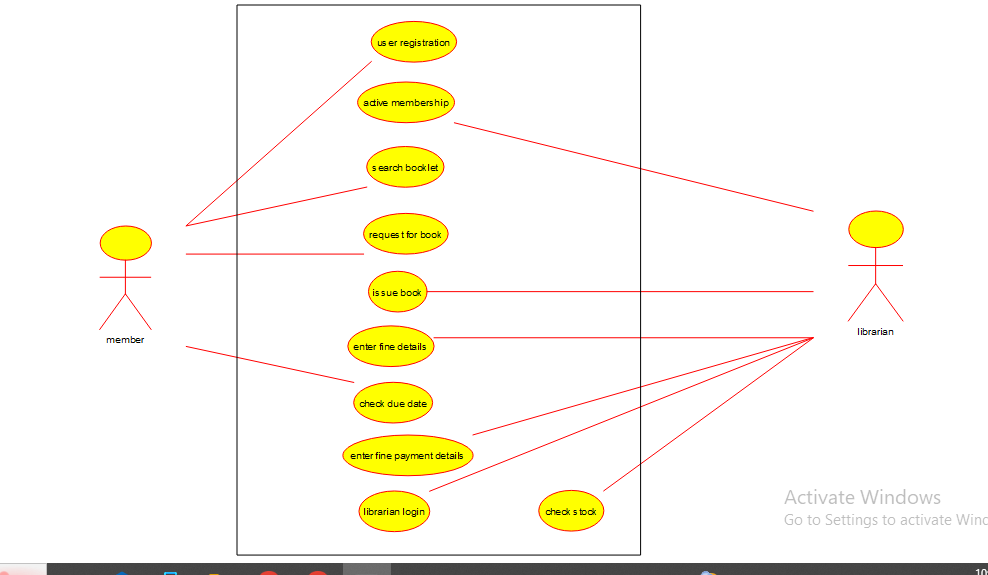 user registration
active membership
search booklet
request for book
issue book
enter fine details
check due date
enter fine payment details
librarian login
check stock
member
librarian
Activate Windows
Go to Settings to activate Winc
10: